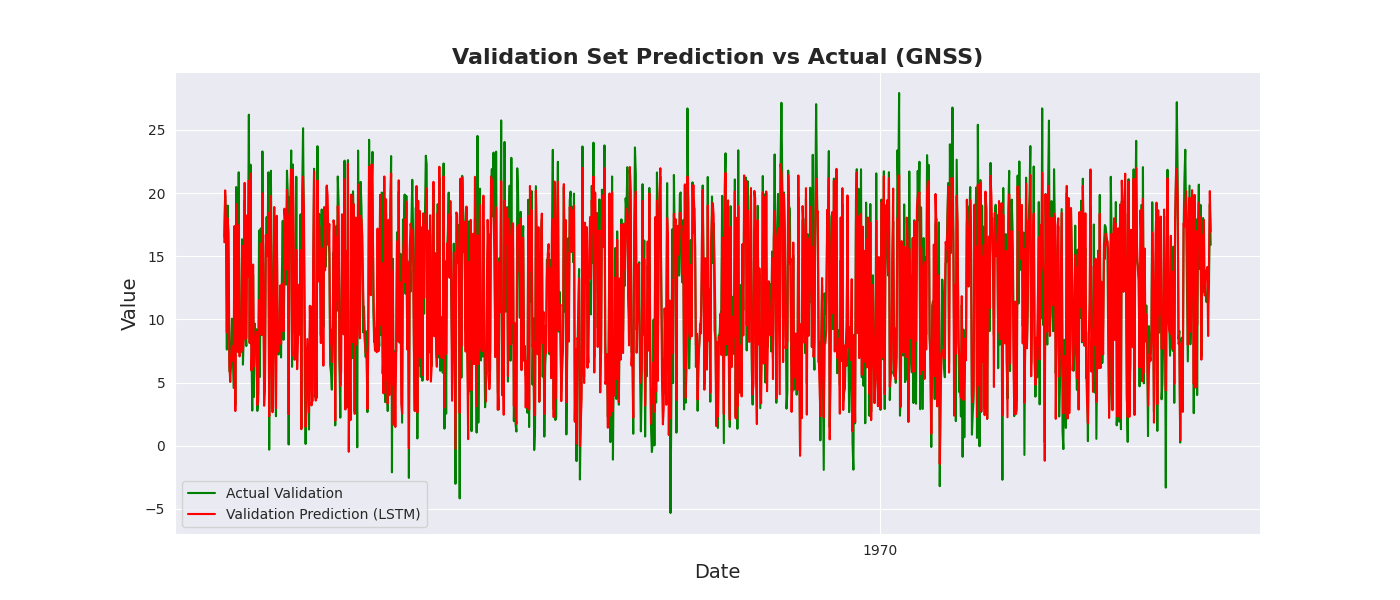 Validation Set Prediction vs Actual (GNSS)
Value
25
20
15
10
5
0
−5
Actual Validation
Validation Prediction (LSTM)
1970
Date